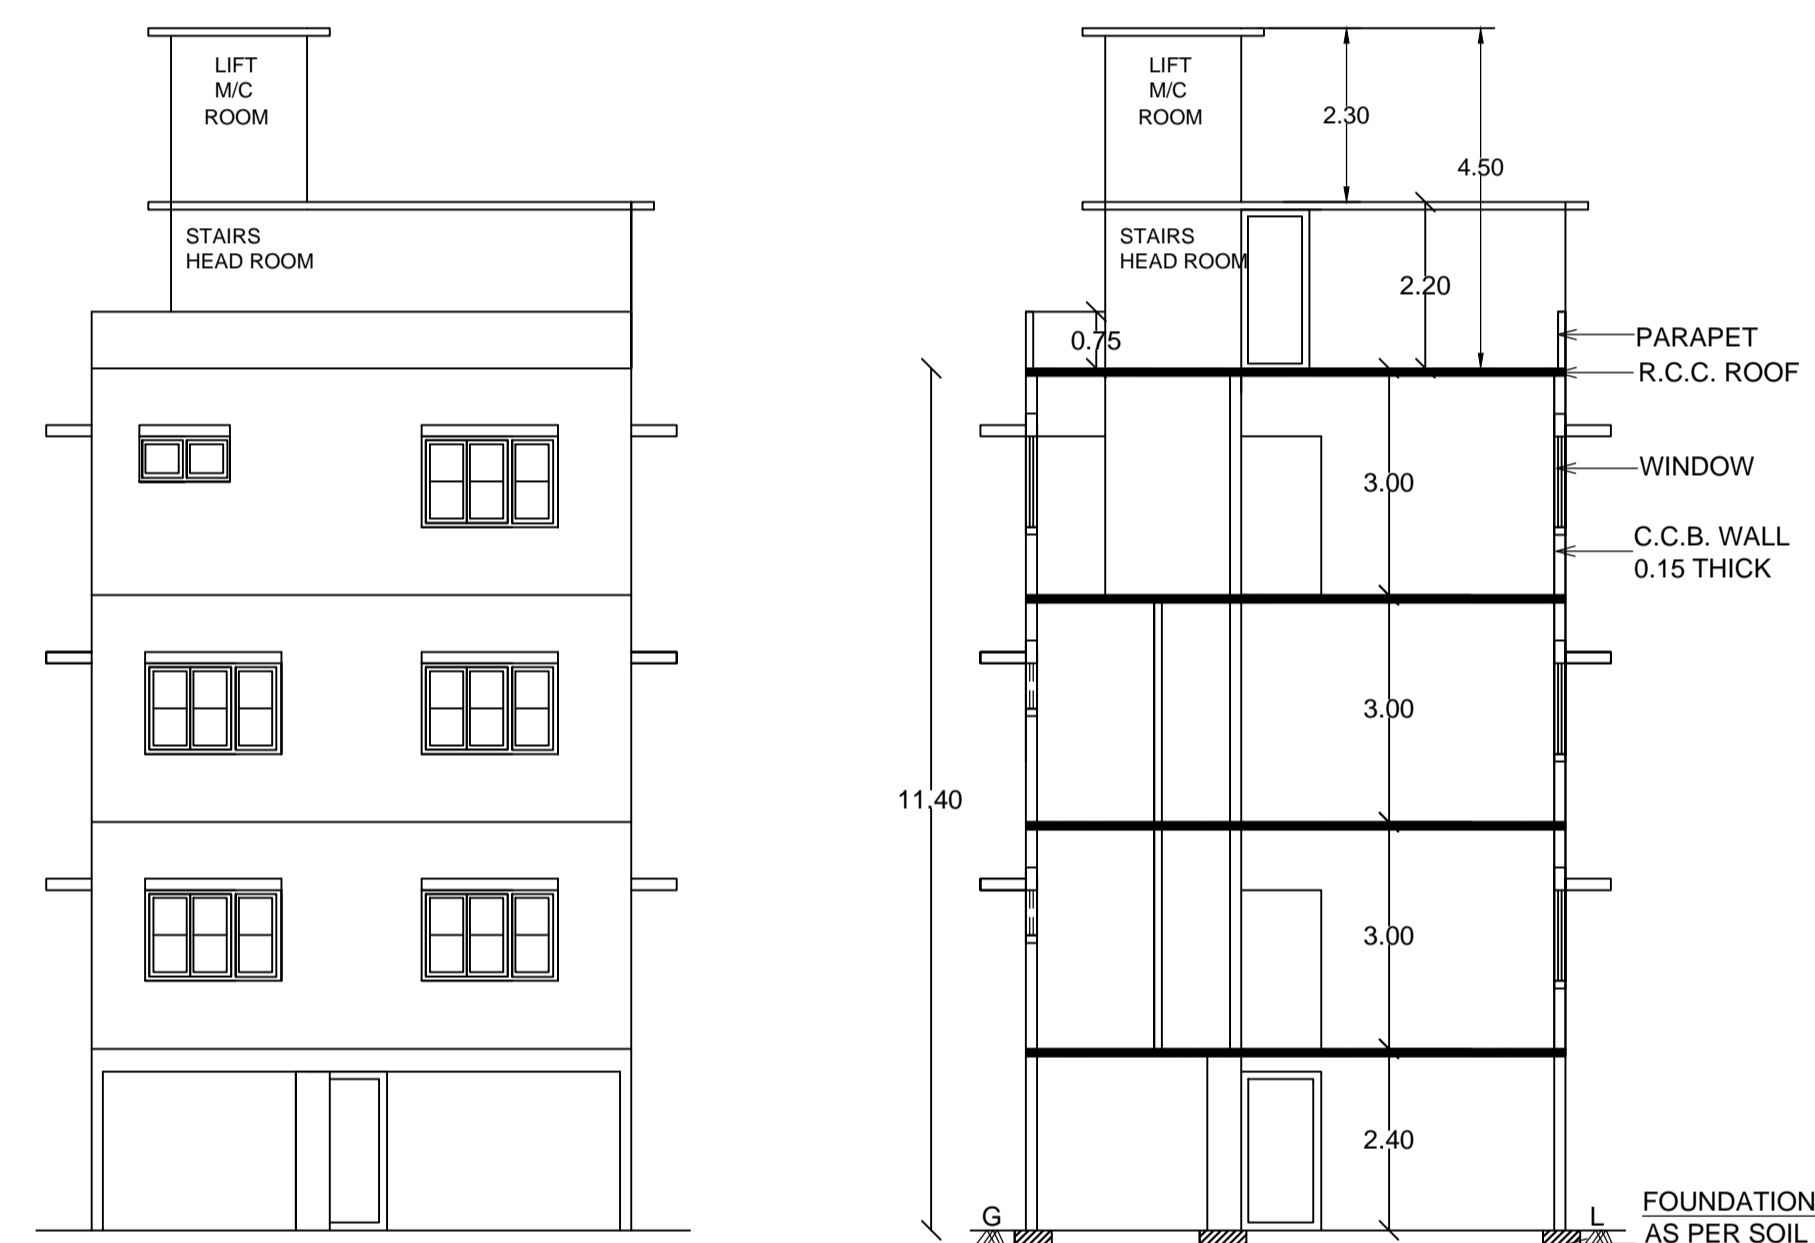 LIFT
M/C
ROOM
STAIRS
HEAD ROOM
LIFT
M/C
ROOM
2.30
4.50
STAIRS
HEAD ROOM
2.20
0.75
PARAPET
R.C.C. ROOF
WINDOW
3.00
C.C.B. WALL
0.15 THICK
3.00
11.40
3.00
2.40
G
L
FOUNDATION
AS PER SOIL